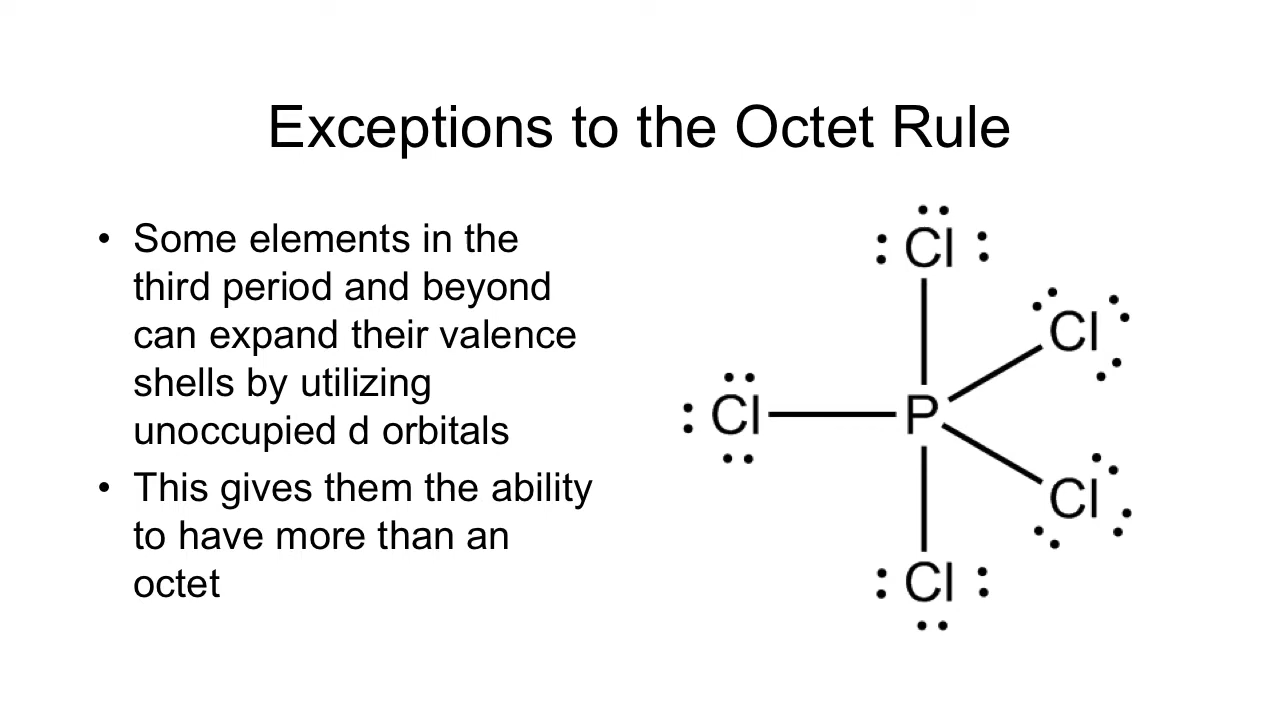 Exceptions to the Octet Rule
• Some elements in the
third period and beyond
can expand their valence
shells by utilizing
unoccupied d orbitals
• This gives them the ability
to have more than an
octet
Cl
Cl
Cl P
Cl
Cl